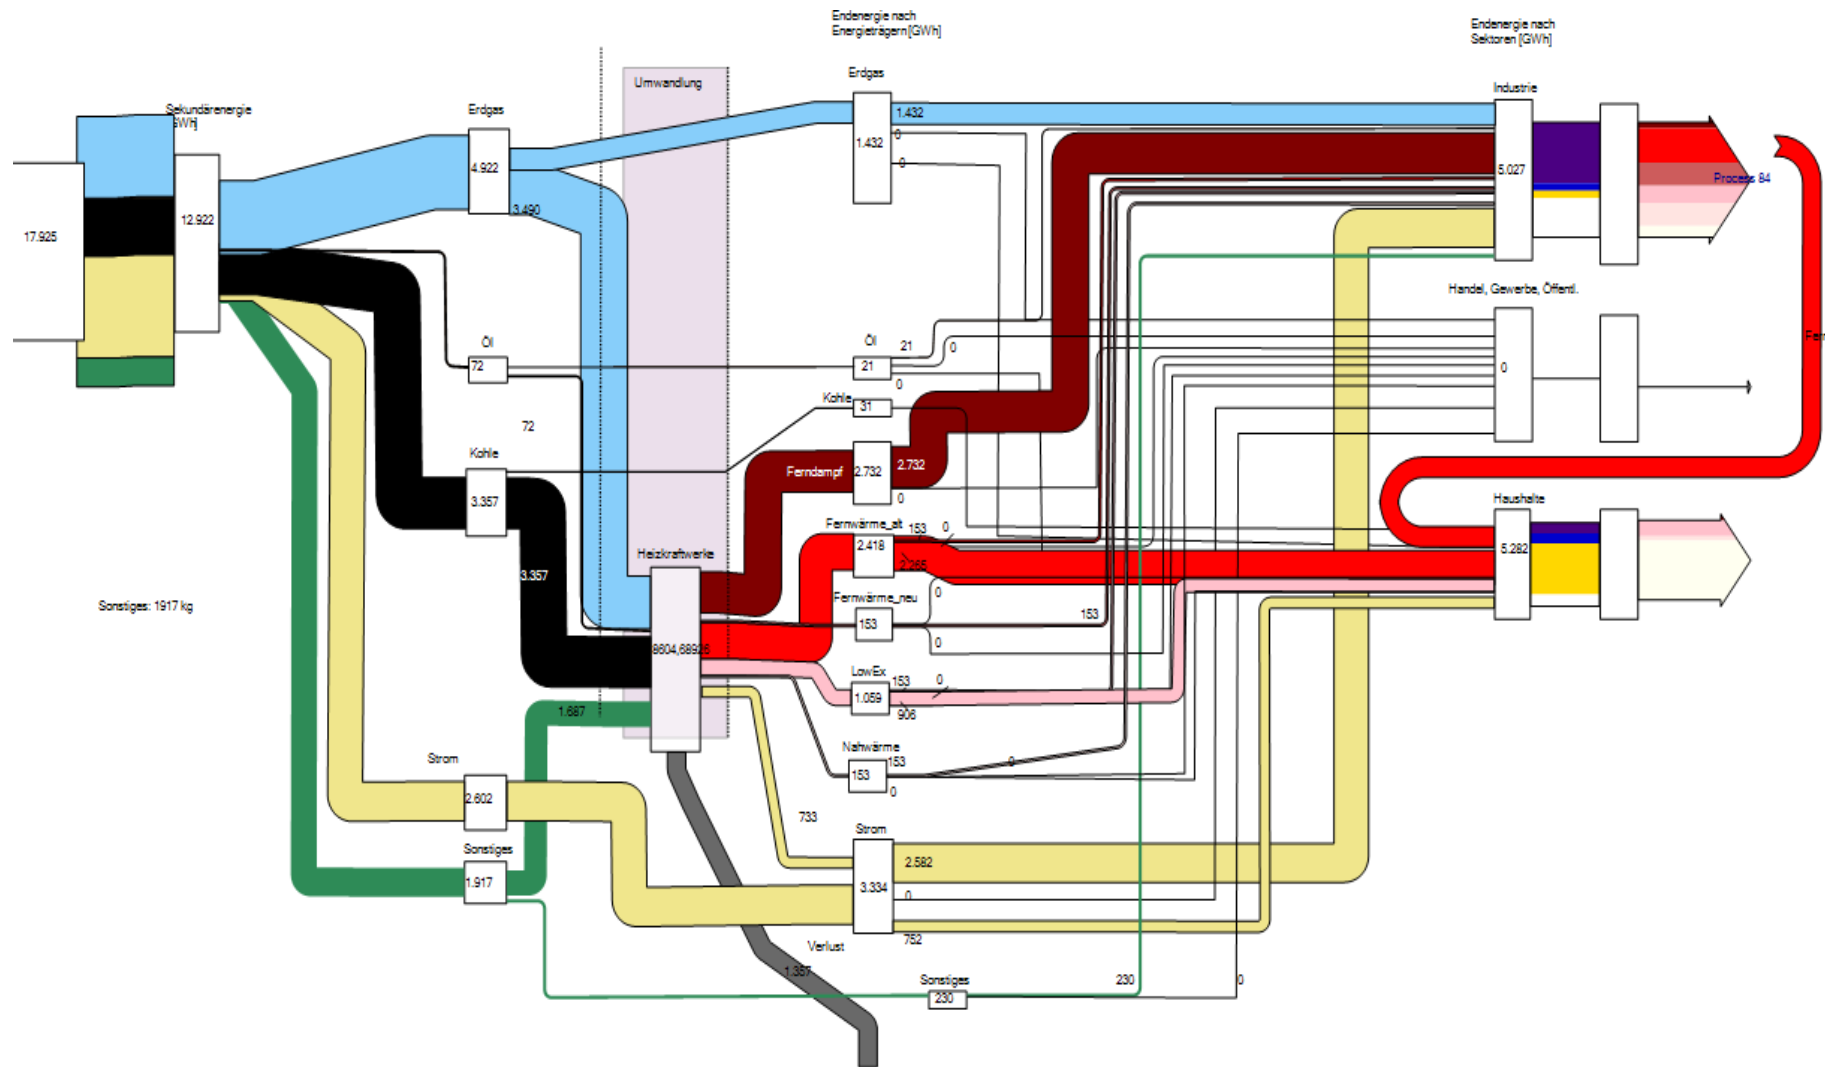 Endenergie nach
Energieträgern [GWh]
Endenergie nach
Sektoren [GWh]
Sekundärenergie
GWh]
Erdgas
Umwandlung
Erdgas
Industrie
17.925
12.922
4.922
3.490
1.432
1.432
0
0
5.027
Process 84
Handel, Gewerbe, Öffentl.
0
Öl
72
72
Öl
21
21
0
0
Kohle
31
Kohle
3.357
3.357
Ferndampf
2.732
2.732
0
Fernwärme_alt
2.418
153
0
2.265
Haushalte
5.282
Heizkraftwerke
8604,68926
Fernwärme_neu
153
0
0
153
Sonstiges: 1917 kg
LowEx
1.059
153
0
906
1.687
Nahwärme
153
153
0
0
Strom
2.602
733
Strom
3.334
2.582
0
752
Sonstiges
1.917
Verlust
1.357
Sonstiges
230
230
0
Fer